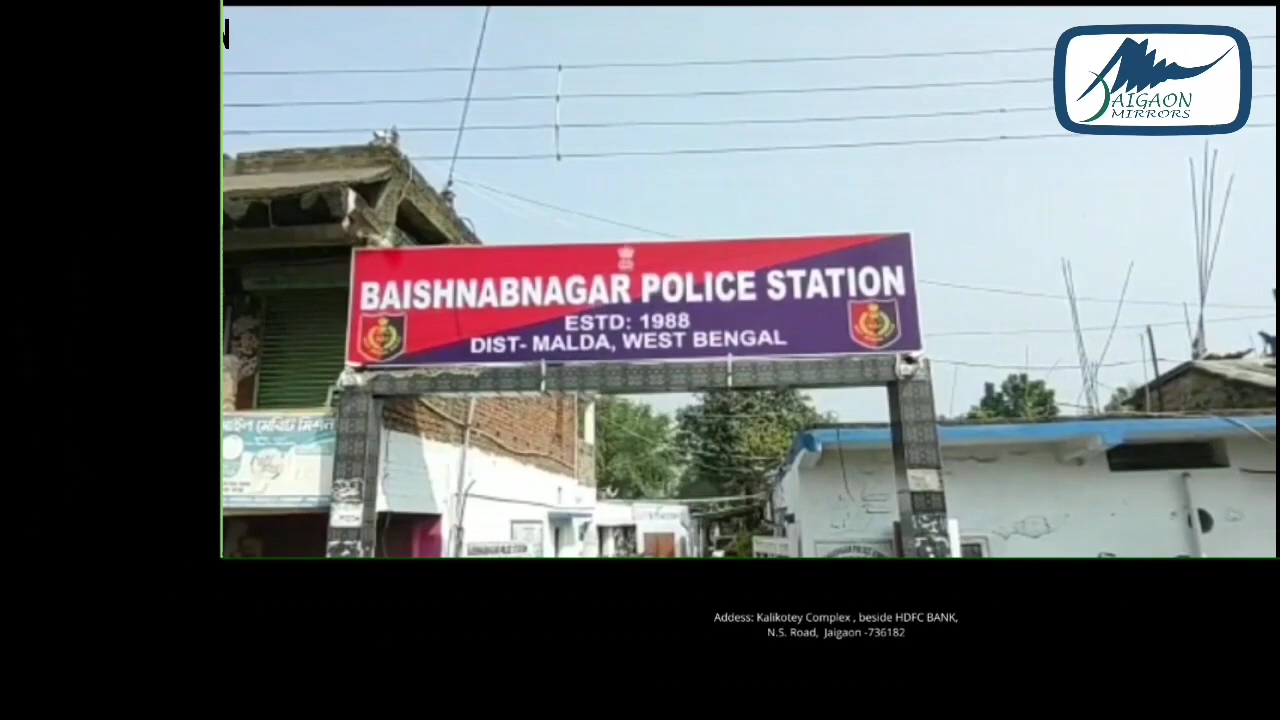 N
JAIGAON
MIRRORS
BAISHNABNAGAR POLICE STATION
ESTD: 1988
DIST- MALDA, WEST BENGAL
Addess: Kalikotey Complex , beside HDFC BANK,
N.S. Road, Jaigaon -736182